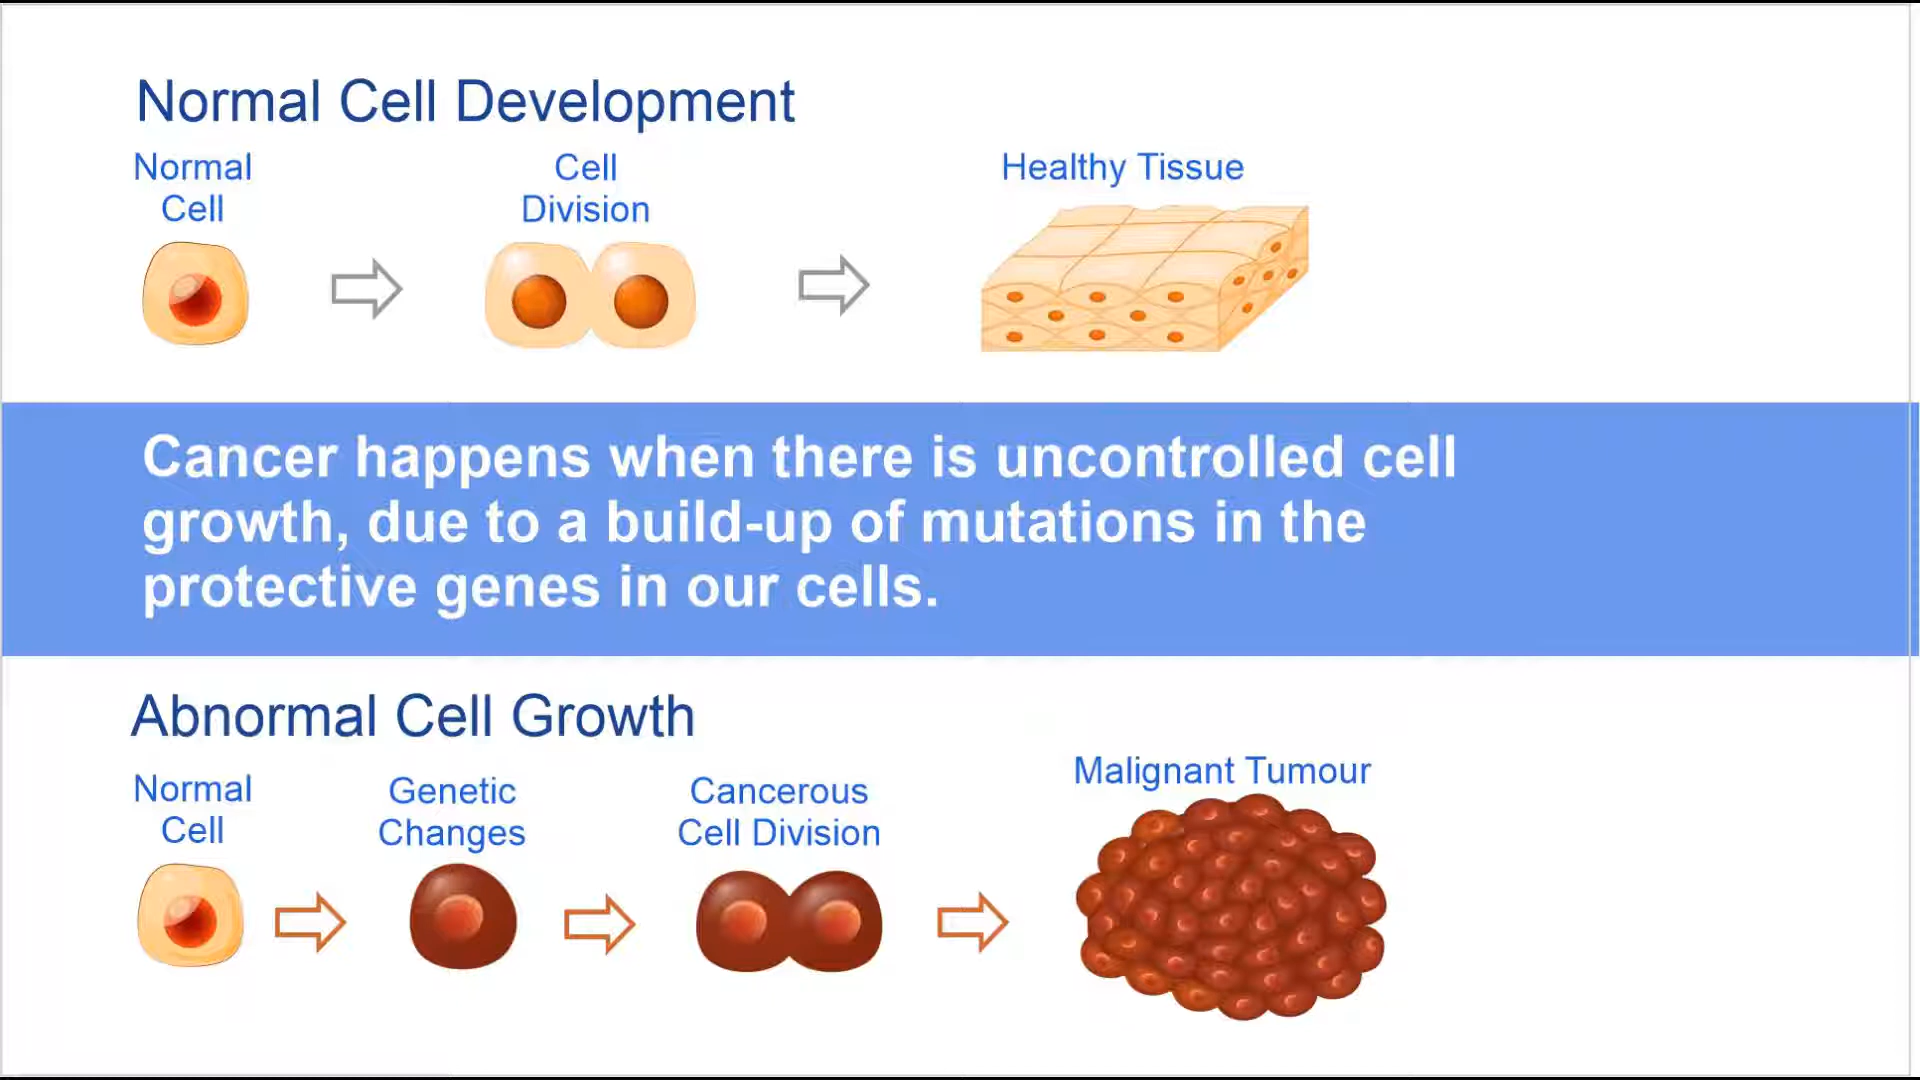 Normal Cell Development
Normal
Cell
Cell
Division
Healthy Tissue
Cancer happens when there is uncontrolled cell
growth, due to a build-up of mutations in the
protective genes in our cells.
Abnormal Cell Growth
Normal
Cell
Genetic
Changes
Cancerous
Cell Division
Malignant Tumour